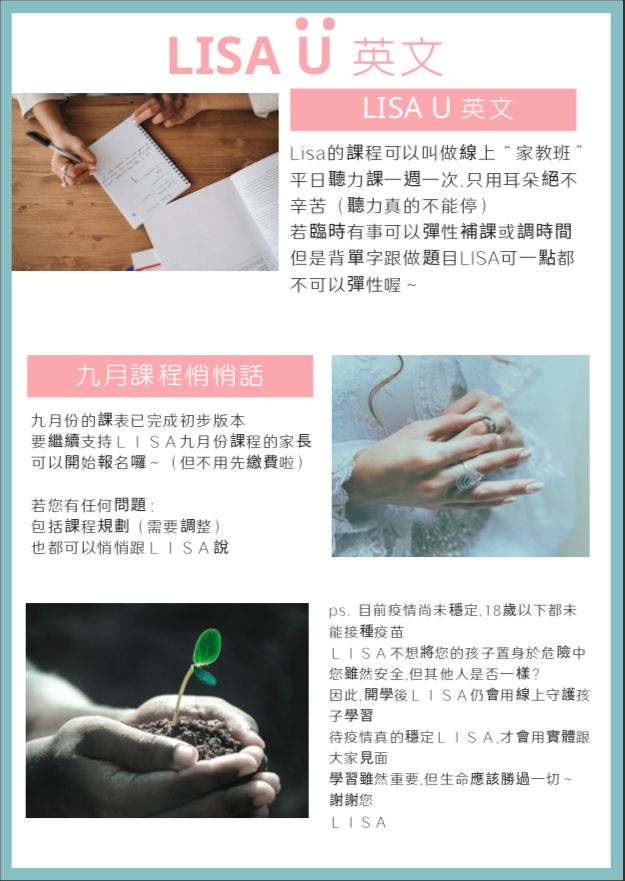 LISA Ü 英文
LISA U 英文
Lisa的課程可以叫做線上“家教班”
平日聽力課一週一次.只用耳朵絕不
辛苦（聽力真的不能停）
若臨時有事可以彈性補課或調時間
但是背單字跟做題目LISA可一點都
不可以彈性喔~
九月課程悄悄話
九月份的課表已完成初步版本
要繼續支持ＬＩＳＡ九月份課程的家長
可以開始報名囉~（但不用先繳費啦）
若您有任何問題:
包括課程規劃（需要調整）
也都可以悄悄跟ＬＩＳＡ說
ps. 目前疫情尚未穩定,18歲以下都未
能接種疫苗
ＬＩＳＡ不想將您的孩子置身於危險中
您雖然安全,但其他人是否一樣?
因此,開學後ＬＩＳＡ仍會用線上守護孩
子學習
待疫情真的穩定ＬＩＳＡ,才會用實體跟
大家見面
學習雖然重要,但生命應該勝過一切~
謝謝您
ＬＩＳＡ